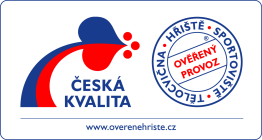 HŘIŠTĚ • SPORTOVIŠTĚ • TĚLOCVIČNA •
OVĚŘENÝ
PROVOZ
®
ČESKÁ
KVALITA
www.overenehriste.cz